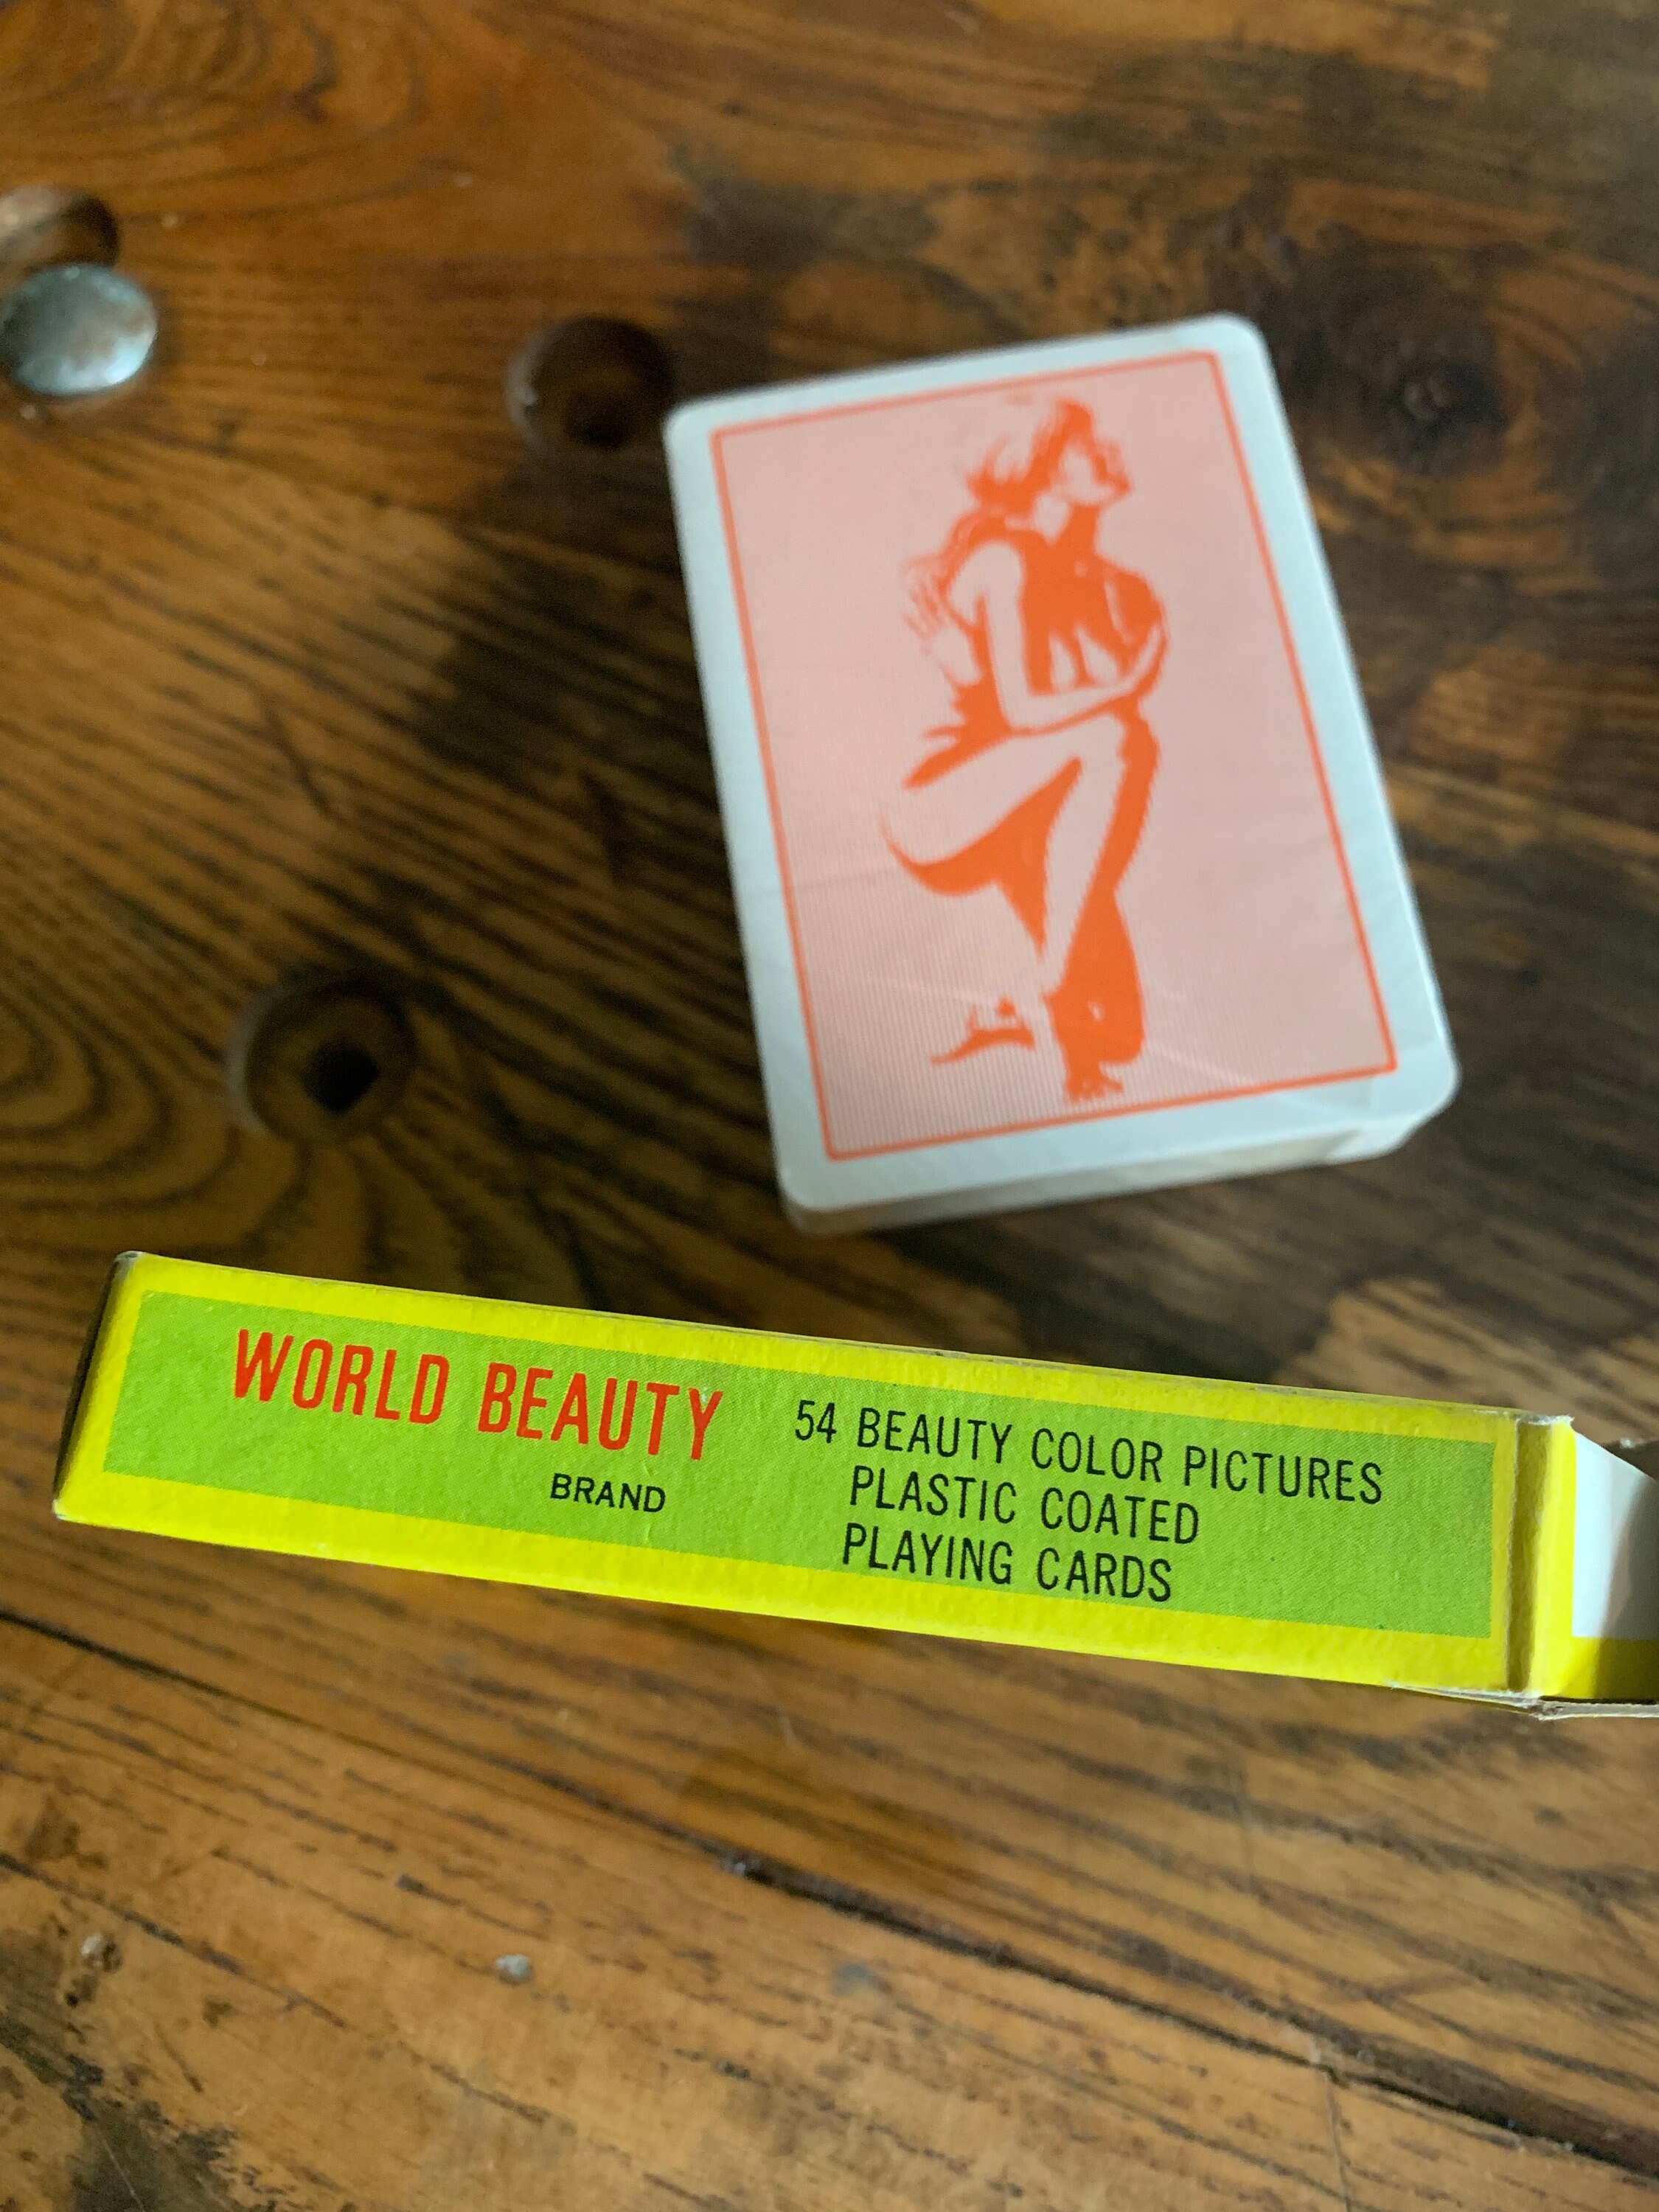 WORLD BEAUTY
BRAND
54 BEAUTY COLOR PICTURES
PLASTIC COATED
PLAYING CARDS